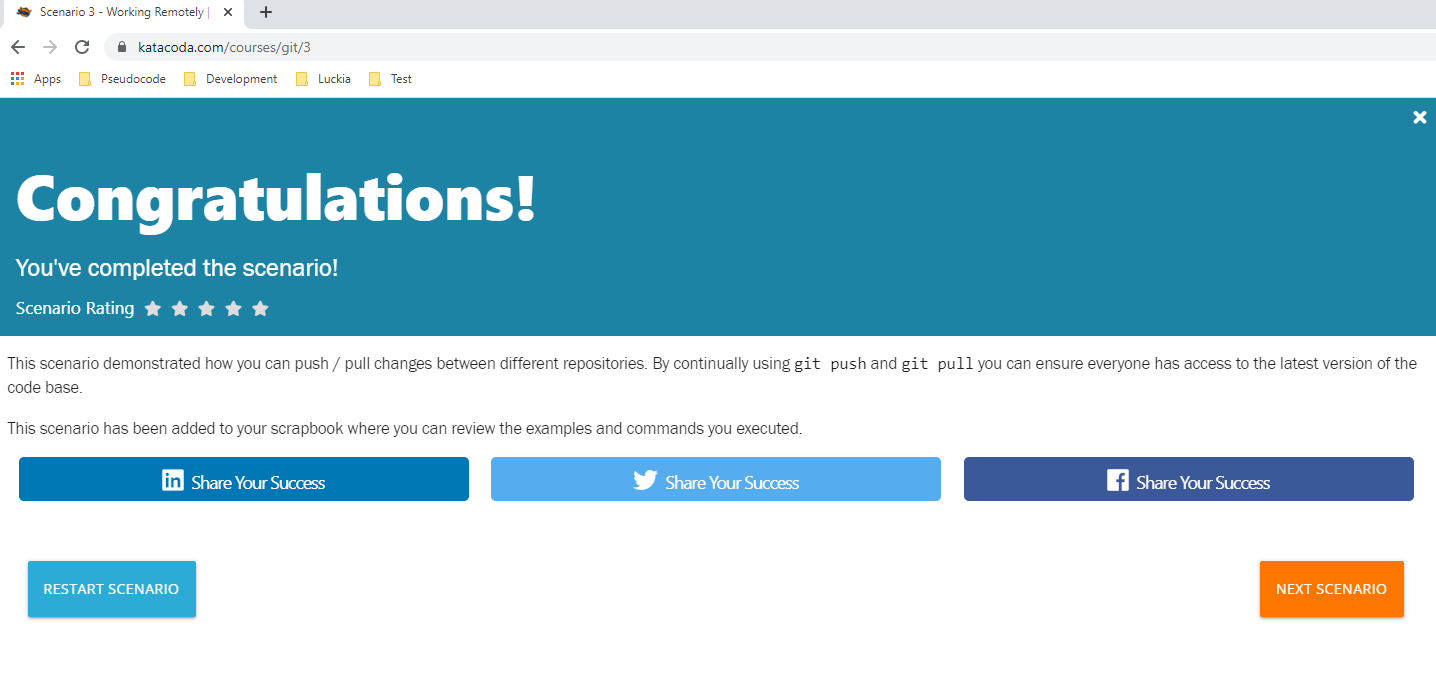 Scenario 3 - Working Remotely |
katacoda.com/courses/git/3
Apps Pseudocode Development Luckia Test
Congratulations!
You've completed the scenario!
Scenario Rating
This scenario demonstrated how you can push / pull changes between different repositories. By continually using git push and git pull you can ensure everyone has access to the latest version of the
code base.
This scenario has been added to your scrapbook where you can review the examples and commands you executed.
in Share Your Success Share Your Success f Share Your Success
RESTART SCENARIO NEXT SCENARIO